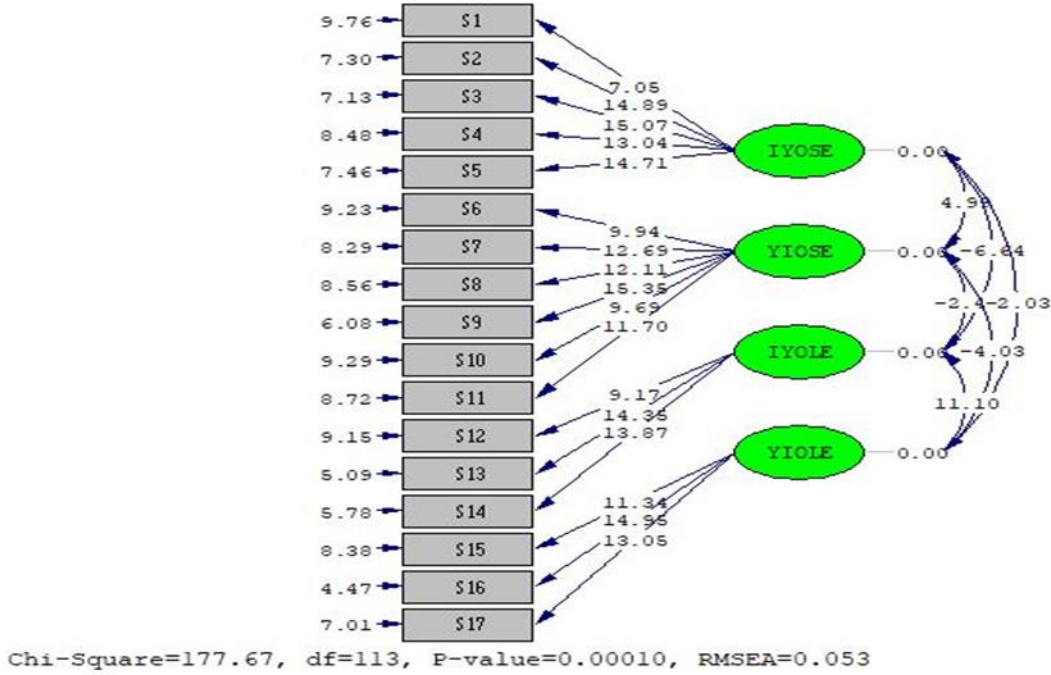 9.76 S1
7.30 S2
7.13 S3
8.48 S4
7.46 S5
9.23 S6
8.29 S7
8.56 S8
6.08 S9
9.29 S10
8.72 S11
9.15 S12
5.09 S13
5.78 S14
8.38 S15
4.47 S16
7.01 S17
7.05
14.89
15.07
13.04
14.71
9.94
12.69
12.11
15.35
9.69
11.70
9.17
14.35
13.87
11.34
14.95
13.05
IYOSE 0.00
YIOSE 0.00
IYOLE 0.00
YIOLE 0.00
-6.64
-2.03
-4.03
11.10
Chi-Square=177.67, df=113, P-value=0.00010, RMSEA=0.053